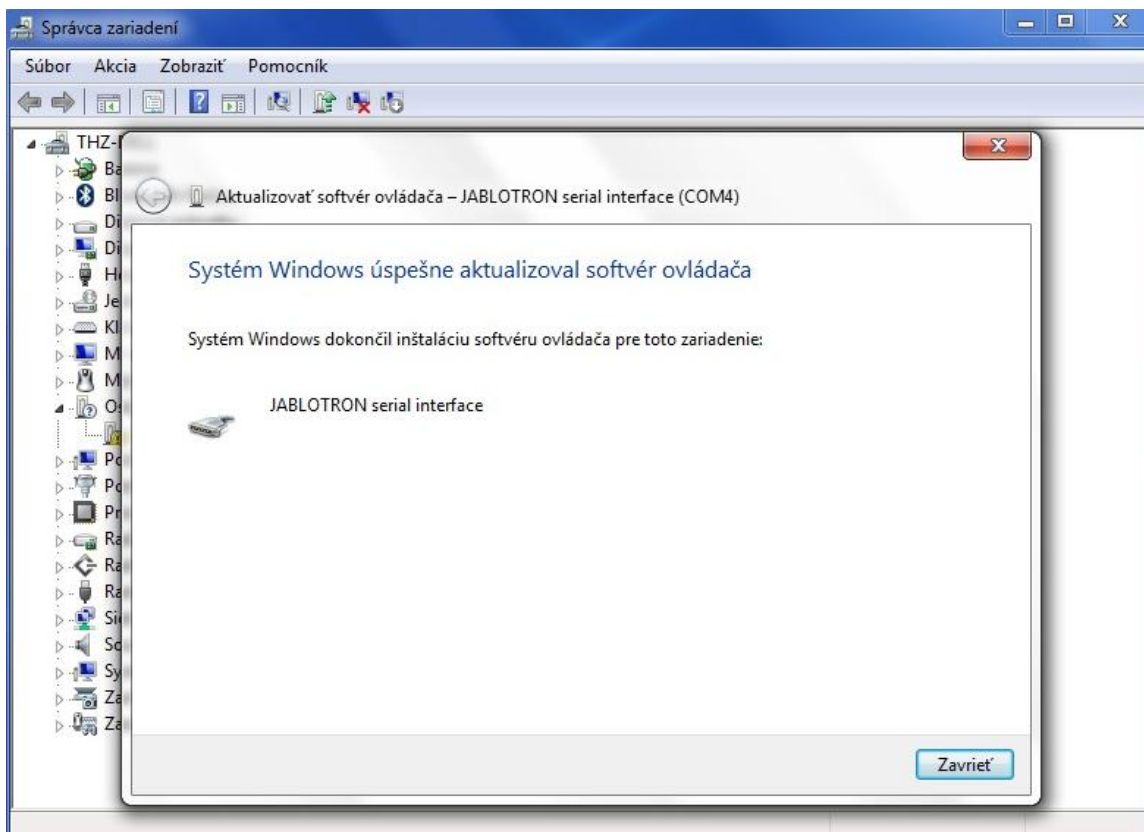 Správca zariadení
Súbor Akcia Zobraziť Pomocník
THZ-
Aktualizovať softvér ovládača – JABLOTRON serial interface (COM4)
Systém Windows úspešne aktualizoval softvér ovládača
Systém Windows dokončil inštaláciu softvéru ovládača pre toto zariadenie:
JABLOTRON serial interface
Zavrieť